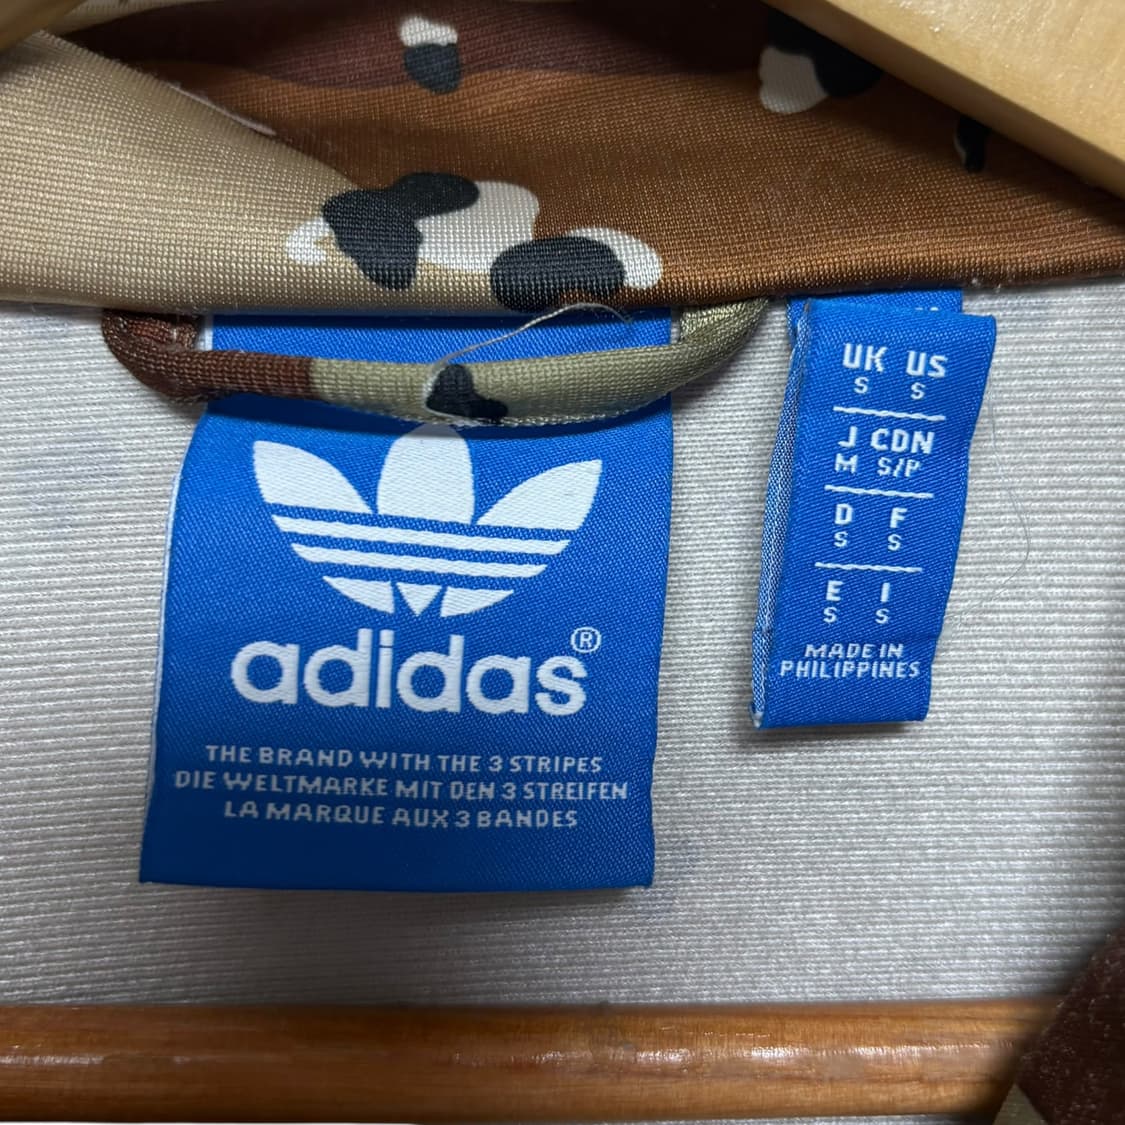 adidas®
THE BRAND WITH THE 3 STRIPES
DIE WELTMARKE MIT DEN 3 STREIFEN
LA MARQUE AUX 3 BANDES
UK US
S S
J CDN
M S/P
D F
S S
E I
S S
MADE IN
PHILIPPINES